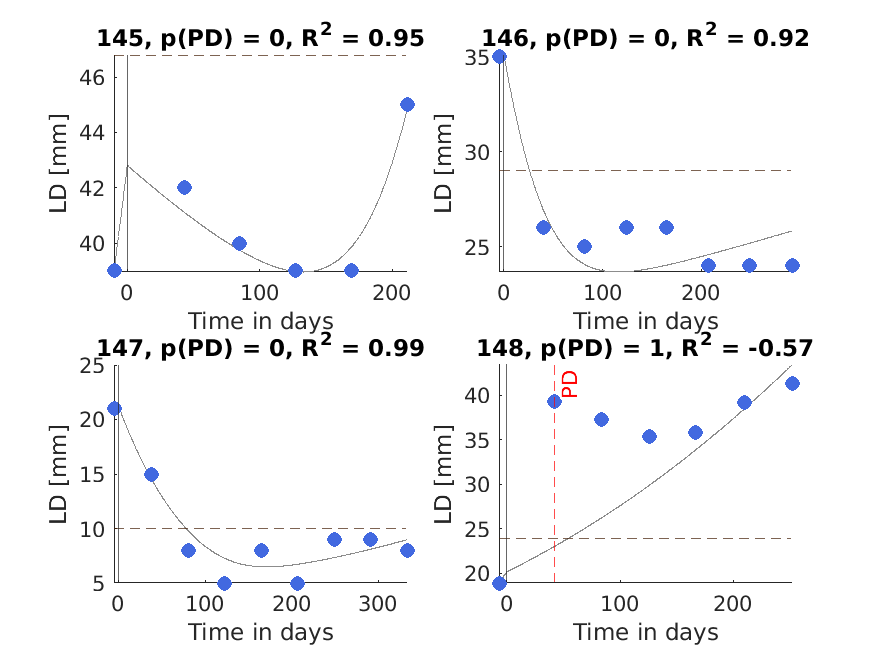 145, p(PD) = 0, R² = 0.95
46
44
42
40
LD [mm]
0
100
200
Time in days
146, p(PD) = 0, R² = 0.92
35
30
25
LD [mm]
0
100
200
Time in days
147, p(PD) = 0, R² = 0.99
25
20
15
10
5
LD [mm]
0
100
200
300
Time in days
148, p(PD) = 1, R² = -0.57
PD
40
35
30
25
20
LD [mm]
0
100
200
Time in days